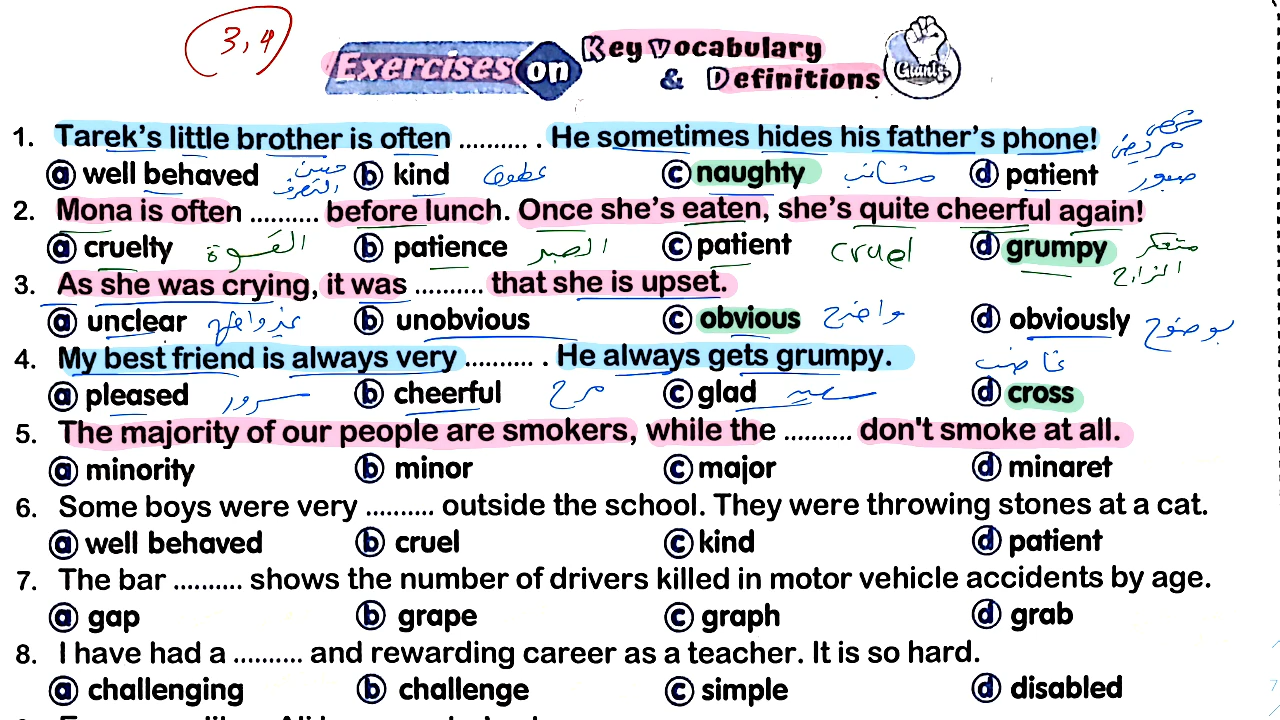 3,4
Exercises on Key Vocabulary & Definitions
Giants
1. Tarek's little brother is often .......... . He sometimes hides his father's phone!
مريض
ⓐ well behaved حسن التصرف ⓑ kind عطوف ⓒ naughty مشاغب ⓓ patient صبور
2. Mona is often .......... before lunch. Once she's eaten, she's quite cheerful again!
ⓐ cruelty القسوة ⓑ patience الصبر ⓒ patient cruel ⓓ grumpy متعكر المزاج
3. As she was crying, it was .......... that she is upset.
ⓐ unclear ⓑ unobvious ⓒ obvious واضح ⓓ obviously بوضوح
4. My best friend is always very .......... . He always gets grumpy. غاضب
ⓐ pleased مسرور ⓑ cheerful مرح ⓒ glad سعيد ⓓ cross
5. The majority of our people are smokers, while the .......... don't smoke at all.
ⓐ minority ⓑ minor ⓒ major ⓓ minaret
6. Some boys were very .......... outside the school. They were throwing stones at a cat.
ⓐ well behaved ⓑ cruel ⓒ kind ⓓ patient
7. The bar .......... shows the number of drivers killed in motor vehicle accidents by age.
ⓐ gap ⓑ grape ⓒ graph ⓓ grab
8. I have had a .......... and rewarding career as a teacher. It is so hard.
ⓐ challenging ⓑ challenge ⓒ simple ⓓ disabled